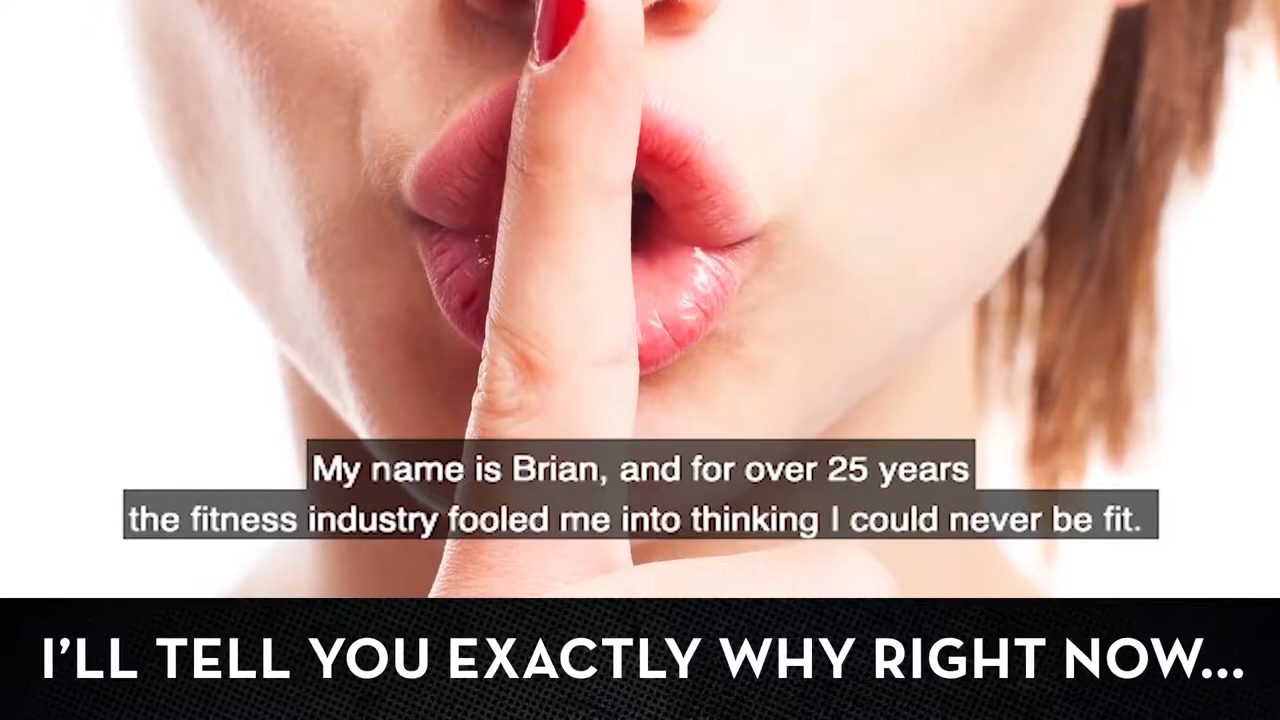 My name is Brian, and for over 25 years
the fitness industry fooled me into thinking I could never be fit.
I'LL TELL YOU EXACTLY WHY RIGHT NOW...